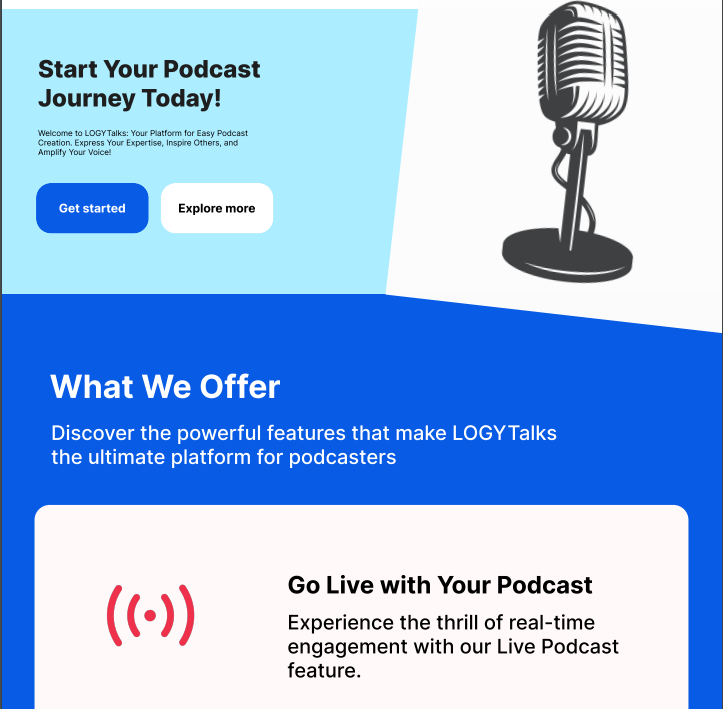 Start Your Podcast
Journey Today!
Welcome to LOGYTalks: Your Platform for Easy Podcast
Creation. Express Your Expertise, Inspire Others, and
Amplify Your Voice!
Get started
Explore more
What We Offer
Discover the powerful features that make LOGYTalks
the ultimate platform for podcasters
Go Live with Your Podcast
Experience the thrill of real-time
engagement with our Live Podcast
feature.